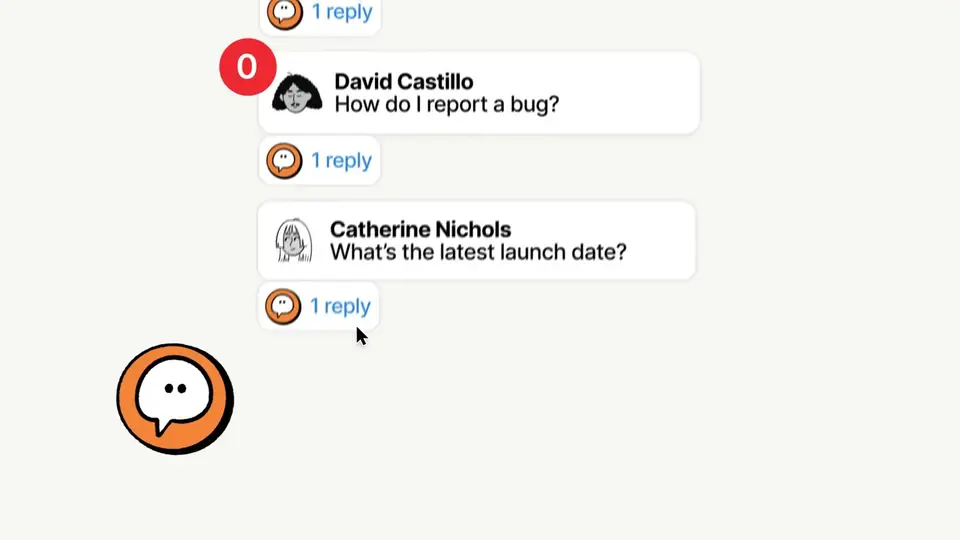 1 reply
0
David Castillo
How do I report a bug?
1 reply
Catherine Nichols
What's the latest launch date?
1 reply